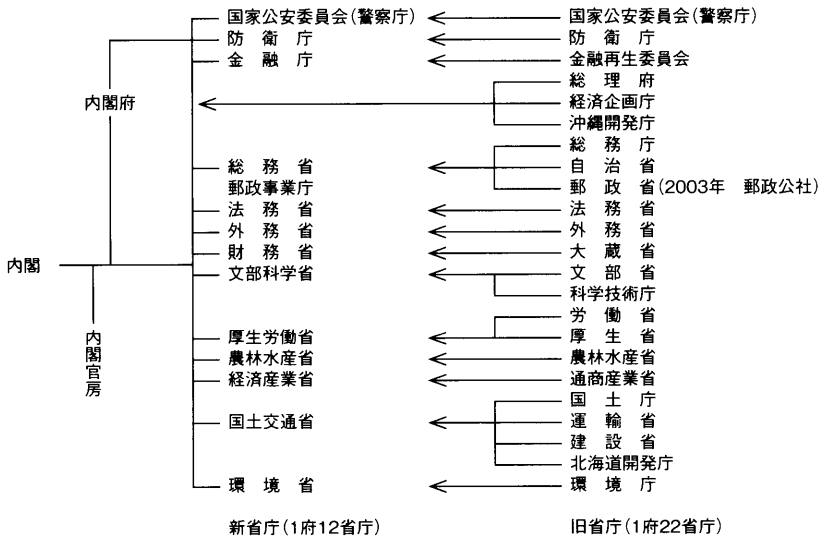 国家公安委員会(警察庁) 国家公安委員会(警察庁)
防衛庁 防衛庁
金融庁 金融再生委員会
総理府
内閣府 経済企画庁
沖縄開発庁
総務庁
総務省 自治省
郵政事業庁 郵政省(2003年 郵政公社)
法務省 法務省
外務省 外務省
財務省 大蔵省
内閣 文部科学省 文部省
科学技術庁
労働省
内閣官房 厚生労働省 厚生省
農林水産省 農林水産省
経済産業省 通商産業省
国土庁
国土交通省 運輸省
建設省
北海道開発庁
環境省 環境庁
新省庁(1府12省庁) 旧省庁(1府22省庁)